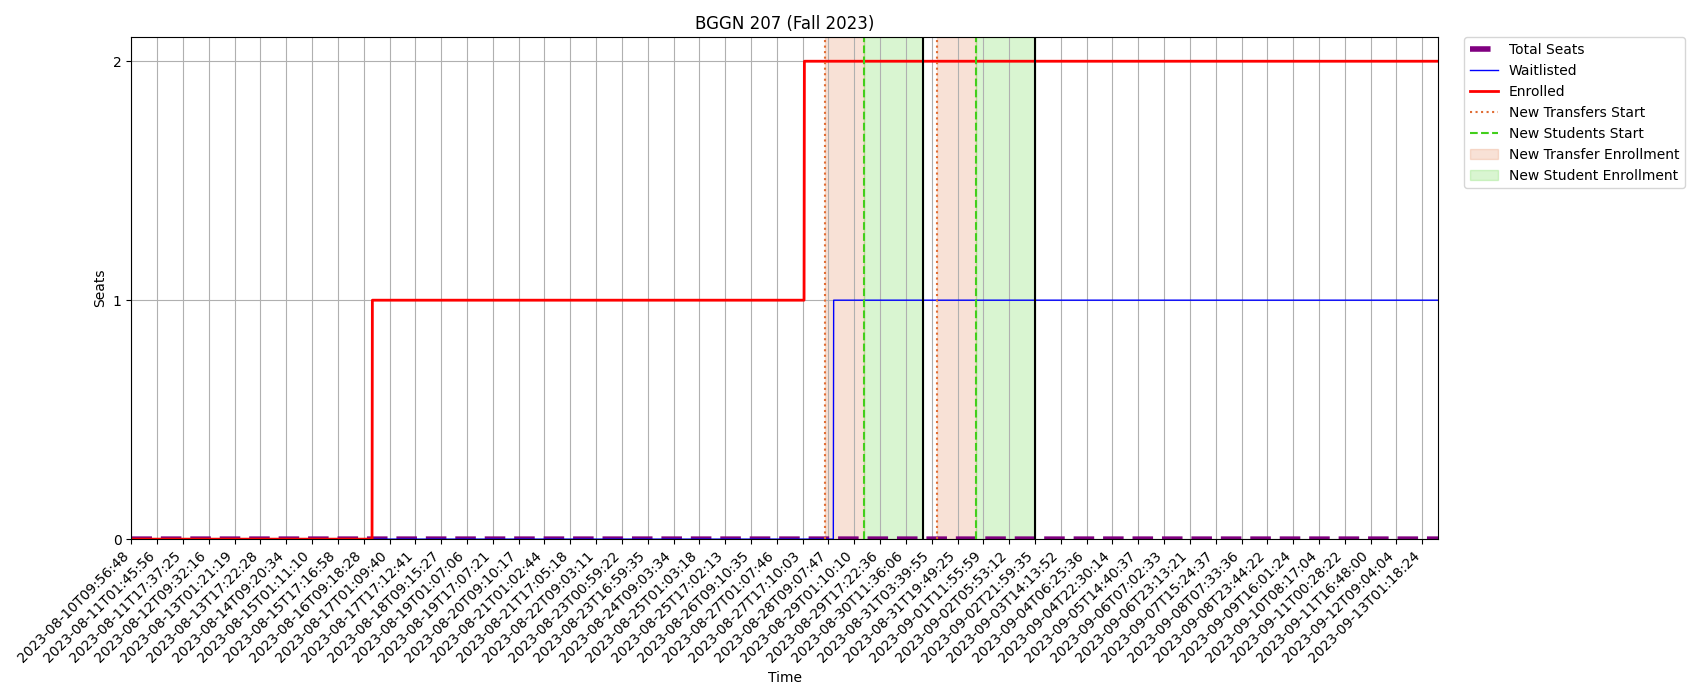 BGGN 207 (Fall 2023)
Total Seats
Waitlisted
Enrolled
New Transfers Start
New Students Start
New Transfer Enrollment
New Student Enrollment
Seats
2
1
0
2023-08-10T09:56:48
2023-08-11T01:45:56
2023-08-11T17:37:25
2023-08-12T09:32:16
2023-08-13T01:21:19
2023-08-13T17:22:28
2023-08-14T09:20:34
2023-08-15T01:11:10
2023-08-15T17:16:58
2023-08-16T09:18:28
2023-08-17T01:09:40
2023-08-17T17:12:41
2023-08-18T09:15:27
2023-08-19T01:07:06
2023-08-19T17:07:21
2023-08-20T09:10:17
2023-08-21T01:02:44
2023-08-21T17:05:18
2023-08-22T09:03:11
2023-08-23T00:59:22
2023-08-23T16:59:35
2023-08-24T09:03:34
2023-08-25T01:03:18
2023-08-25T17:02:13
2023-08-26T09:10:35
2023-08-27T01:07:46
2023-08-27T17:10:03
2023-08-28T09:07:47
2023-08-29T01:10:10
2023-08-29T17:22:36
2023-08-30T11:36:06
2023-08-31T03:39:55
2023-08-31T19:49:25
2023-09-01T11:55:59
2023-09-02T05:53:12
2023-09-02T21:59:35
2023-09-03T14:13:52
2023-09-04T06:25:36
2023-09-04T22:30:14
2023-09-05T14:40:37
2023-09-06T07:02:33
2023-09-06T23:13:21
2023-09-07T15:24:37
2023-09-08T07:33:36
2023-09-08T23:44:22
2023-09-09T16:01:24
2023-09-10T08:17:04
2023-09-11T00:28:22
2023-09-11T16:48:00
2023-09-12T09:04:04
2023-09-13T01:18:24
Time